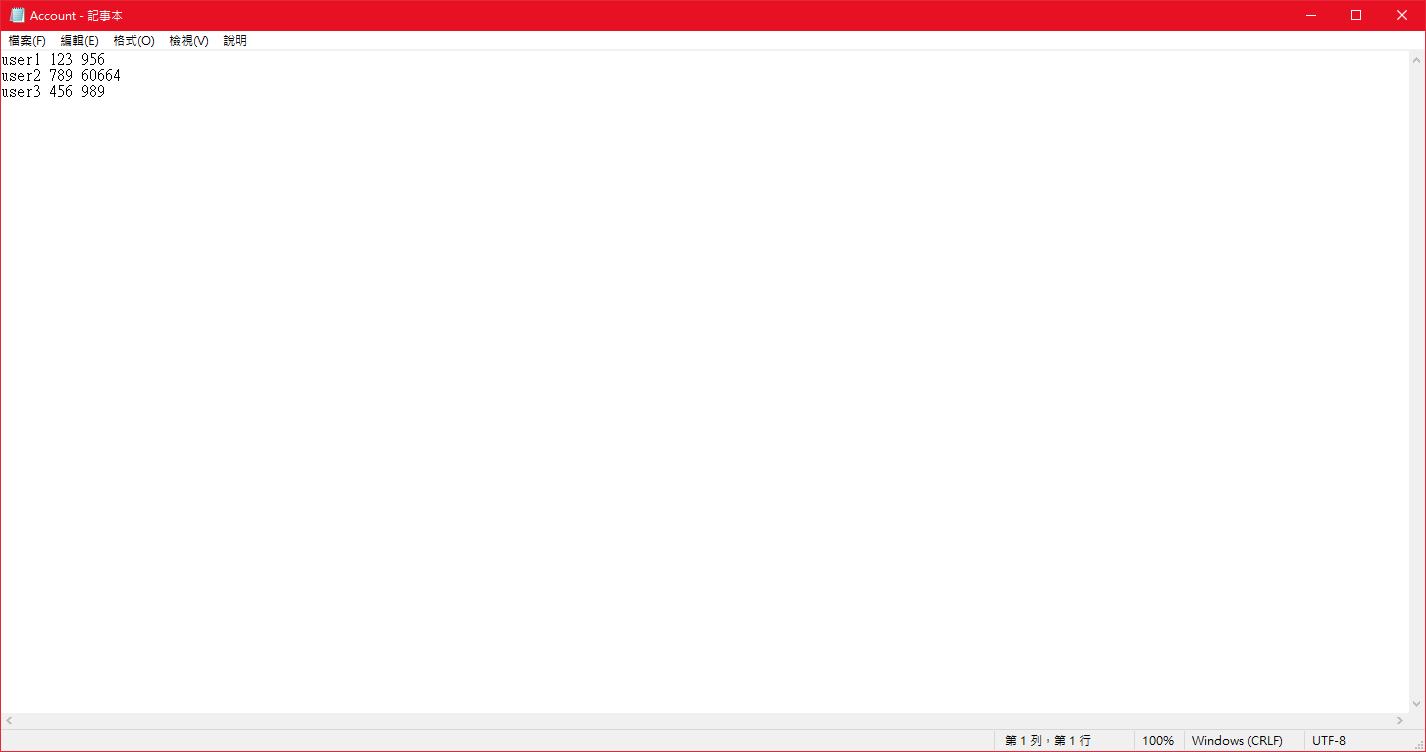 Account - 記事本
檔案(F) 編輯(E) 格式(O) 檢視(V) 說明
user1 123 956
user2 789 60664
user3 456 989
第 1 列，第 1 行 100% Windows (CRLF) UTF-8